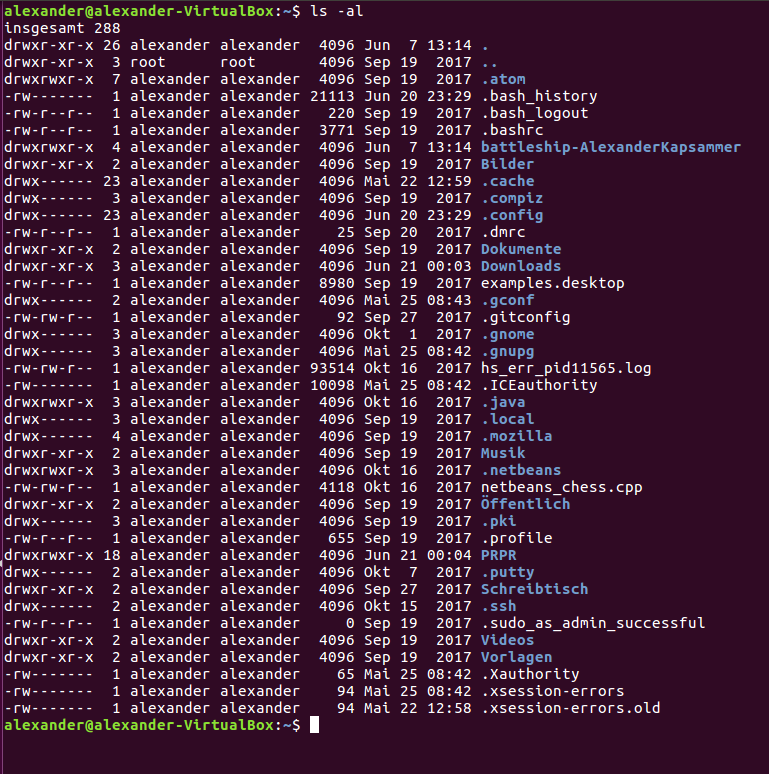 alexander@alexander-VirtualBox:~$ ls -al
insgesamt 288
drwxr-xr-x 26 alexander alexander  4096 Jun  7 13:14 .
drwxr-xr-x  3 root      root       4096 Sep 19  2017 ..
drwxrwxr-x  7 alexander alexander  4096 Sep 19  2017 .atom
-rw-------  1 alexander alexander 21113 Jun 20 23:29 .bash_history
-rw-r--r--  1 alexander alexander   220 Sep 19  2017 .bash_logout
-rw-r--r--  1 alexander alexander  3771 Sep 19  2017 .bashrc
drwxrwxr-x  4 alexander alexander  4096 Jun  7 13:14 battleship-AlexanderKapsammer
drwxr-xr-x  2 alexander alexander  4096 Sep 19  2017 Bilder
drwx------ 23 alexander alexander  4096 Mai 22 12:59 .cache
drwx------  3 alexander alexander  4096 Sep 19  2017 .compiz
drwx------ 23 alexander alexander  4096 Jun 20 23:29 .config
-rw-r--r--  1 alexander alexander    25 Sep 20  2017 .dmrc
drwxr-xr-x  2 alexander alexander  4096 Sep 19  2017 Dokumente
drwxr-xr-x  3 alexander alexander  4096 Jun 21 00:03 Downloads
-rw-r--r--  1 alexander alexander  8980 Sep 19  2017 examples.desktop
drwx------  2 alexander alexander  4096 Mai 25 08:43 .gconf
-rw-rw-r--  1 alexander alexander    92 Sep 27  2017 .gitconfig
drwx------  3 alexander alexander  4096 Okt  1  2017 .gnome
drwx------  3 alexander alexander  4096 Mai 25 08:42 .gnupg
-rw-rw-r--  1 alexander alexander 93514 Okt 16  2017 hs_err_pid11565.log
-rw-------  1 alexander alexander 10098 Mai 25 08:42 .ICEauthority
drwxrwxr-x  3 alexander alexander  4096 Okt 16  2017 .java
drwx------  3 alexander alexander  4096 Sep 19  2017 .local
drwx------  4 alexander alexander  4096 Sep 19  2017 .mozilla
drwxr-xr-x  2 alexander alexander  4096 Sep 19  2017 Musik
drwxrwxr-x  3 alexander alexander  4096 Okt 16  2017 .netbeans
-rw-rw-r--  1 alexander alexander  4118 Okt 16  2017 netbeans_chess.cpp
drwxr-xr-x  2 alexander alexander  4096 Sep 19  2017 Öffentlich
drwx------  3 alexander alexander  4096 Sep 19  2017 .pki
-rw-r--r--  1 alexander alexander   655 Sep 19  2017 .profile
drwxrwxr-x 18 alexander alexander  4096 Jun 21 00:04 PRPR
drwx------  2 alexander alexander  4096 Okt  7  2017 .putty
drwxr-xr-x  2 alexander alexander  4096 Sep 27  2017 Schreibtisch
drwx------  2 alexander alexander  4096 Okt 15  2017 .ssh
-rw-r--r--  1 alexander alexander     0 Sep 19  2017 .sudo_as_admin_successful
drwxr-xr-x  2 alexander alexander  4096 Sep 19  2017 Videos
drwxr-xr-x  2 alexander alexander  4096 Sep 19  2017 Vorlagen
-rw-------  1 alexander alexander    65 Mai 25 08:42 .Xauthority
-rw-------  1 alexander alexander    94 Mai 25 08:42 .xsession-errors
-rw-------  1 alexander alexander    94 Mai 22 12:58 .xsession-errors.old
alexander@alexander-VirtualBox:~$